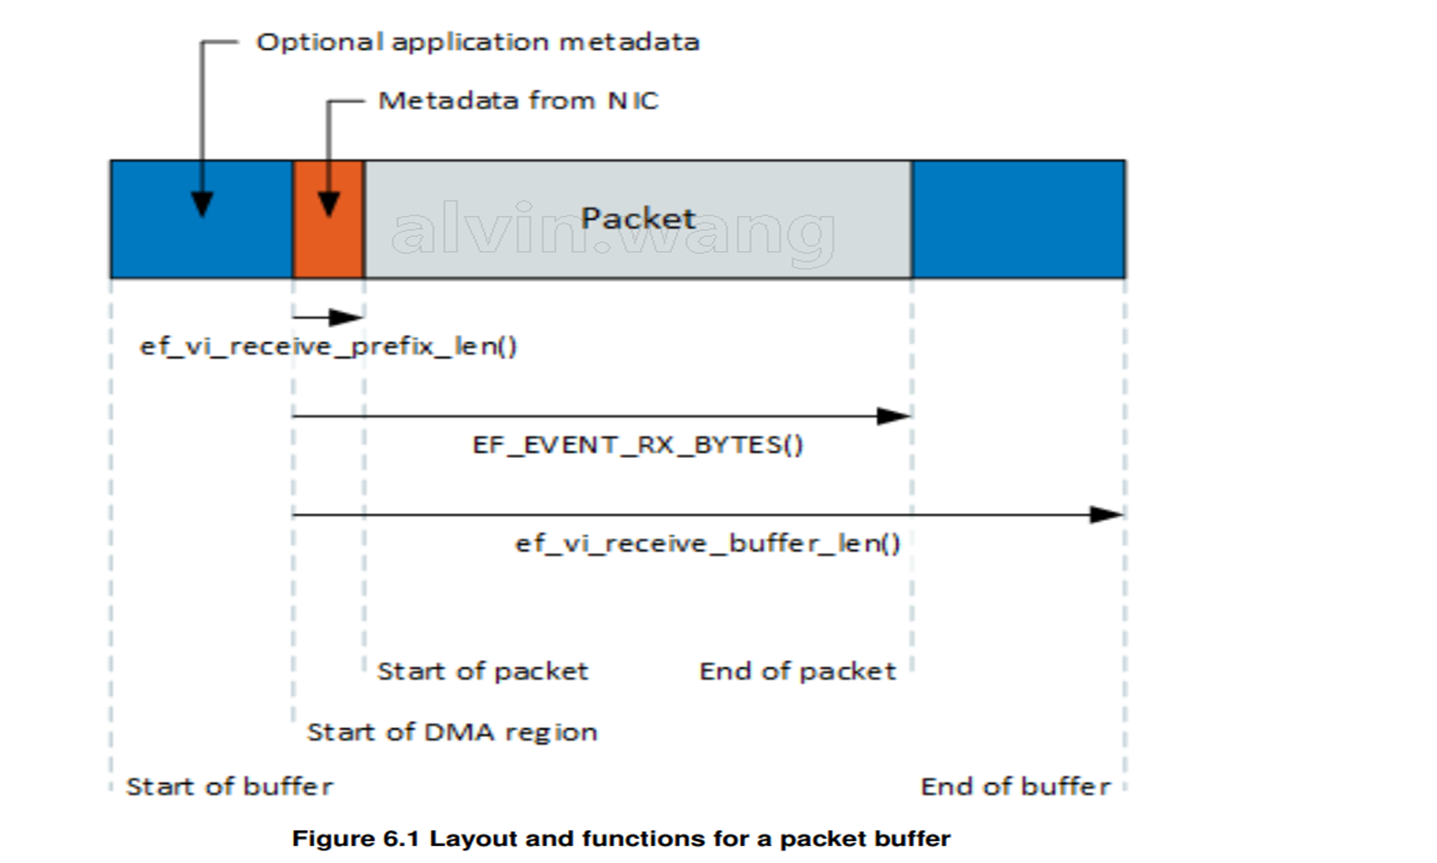 Optional application metadata
Metadata from NIC
Packet
alvin.wang
ef_vi_receive_prefix_len()
EF_EVENT_RX_BYTES()
ef_vi_receive_buffer_len()
Start of packet
End of packet
Start of DMA region
Start of buffer
End of buffer
Figure 6.1 Layout and functions for a packet buffer